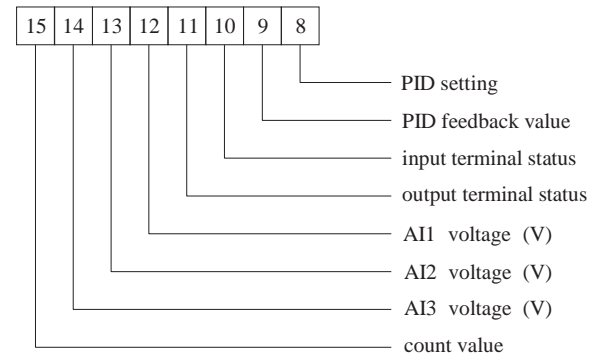 15 14 13 12 11 10 9 8
PID setting
PID feedback value
input terminal status
output terminal status
AI1 voltage (V)
AI2 voltage (V)
AI3 voltage (V)
count value